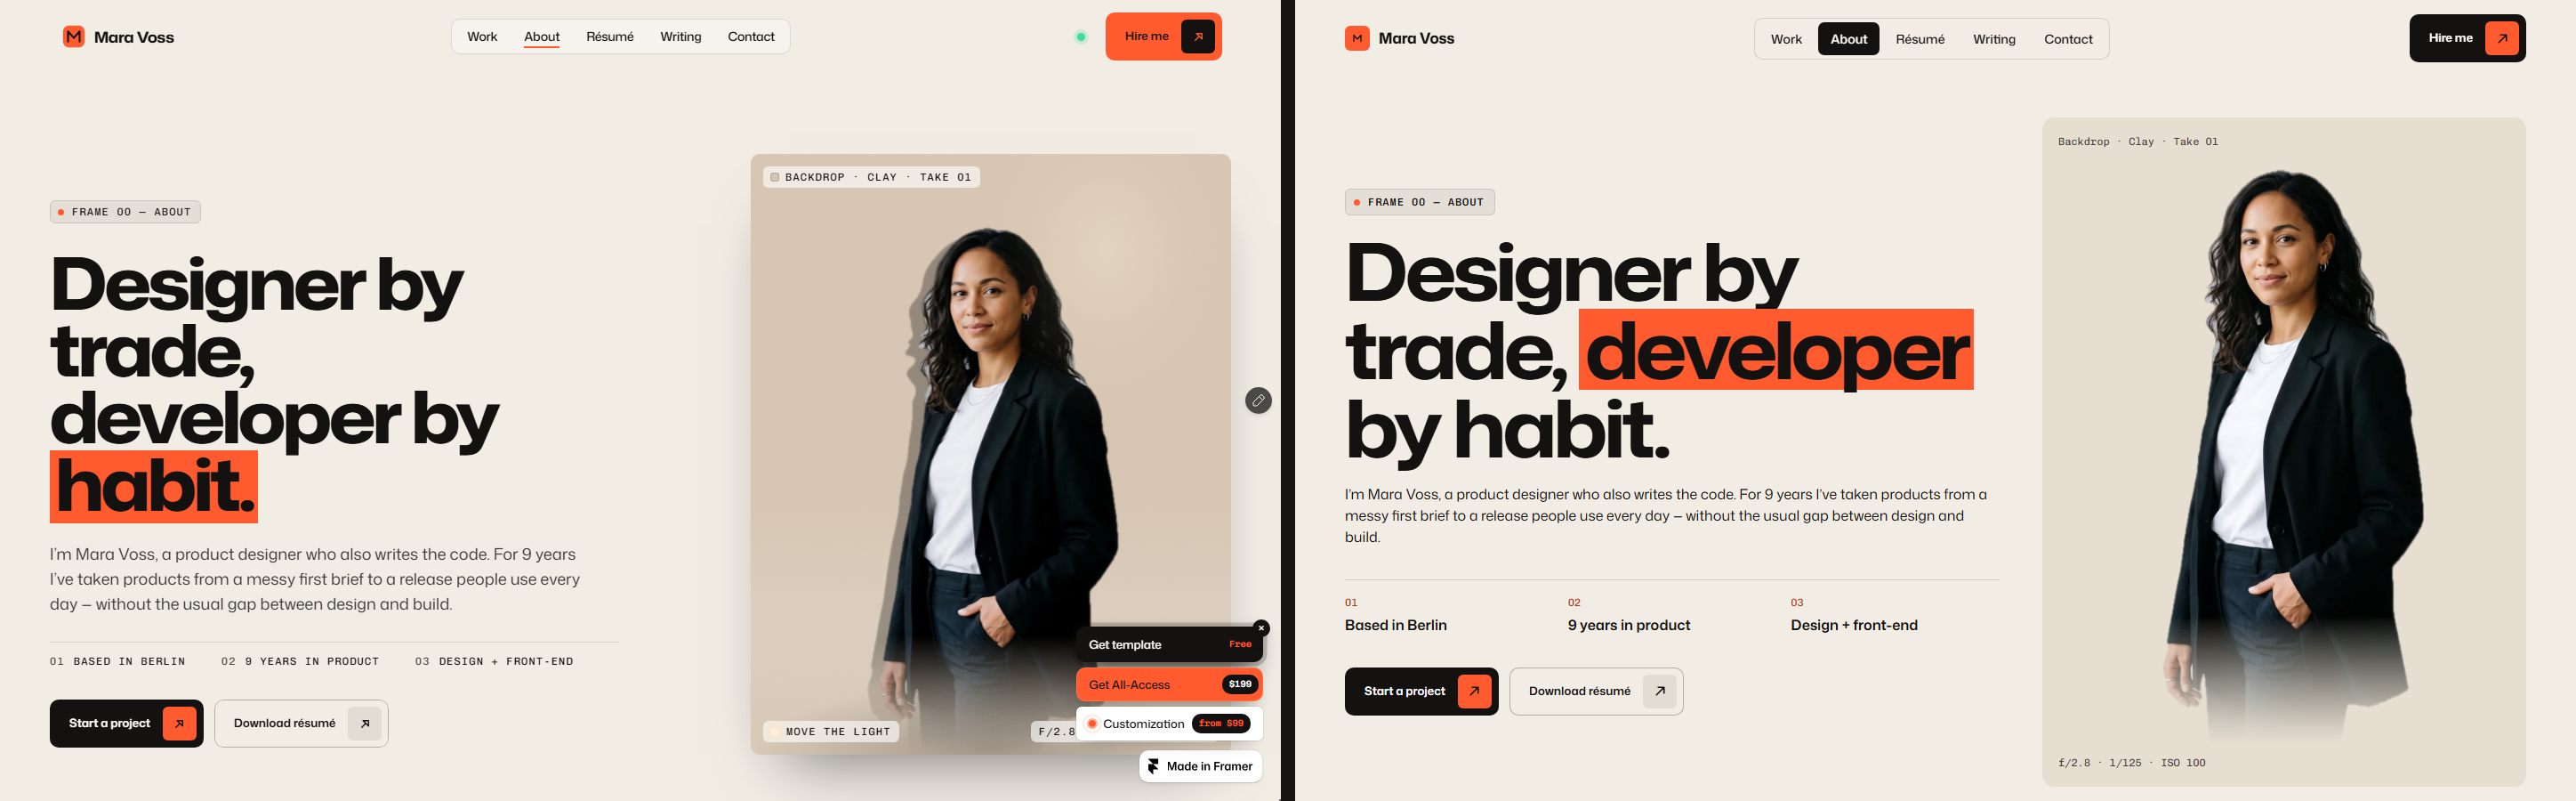 Mara Voss
Work About Résumé Writing Contact
Hire me
FRAME 00 — ABOUT
Designer by
trade,
developer by
habit.
I'm Mara Voss, a product designer who also writes the code. For 9 years
I've taken products from a messy first brief to a release people use every
day — without the usual gap between design and build.
01 BASED IN BERLIN 02 9 YEARS IN PRODUCT 03 DESIGN + FRONT-END
Start a project
Download résumé
BACKDROP · CLAY · TAKE 01
MOVE THE LIGHT
F/2.8
Get template Free
Get All-Access $199
Customization from $99
Made in Framer
Mara Voss
Work About Résumé Writing Contact
Hire me
FRAME 00 — ABOUT
Designer by
trade, developer
by habit.
I'm Mara Voss, a product designer who also writes the code. For 9 years I've taken products from a
messy first brief to a release people use every day — without the usual gap between design and
build.
01 02 03
Based in Berlin 9 years in product Design + front-end
Start a project
Download résumé
Backdrop · Clay · Take 01
f/2.8 · 1/125 · ISO 100